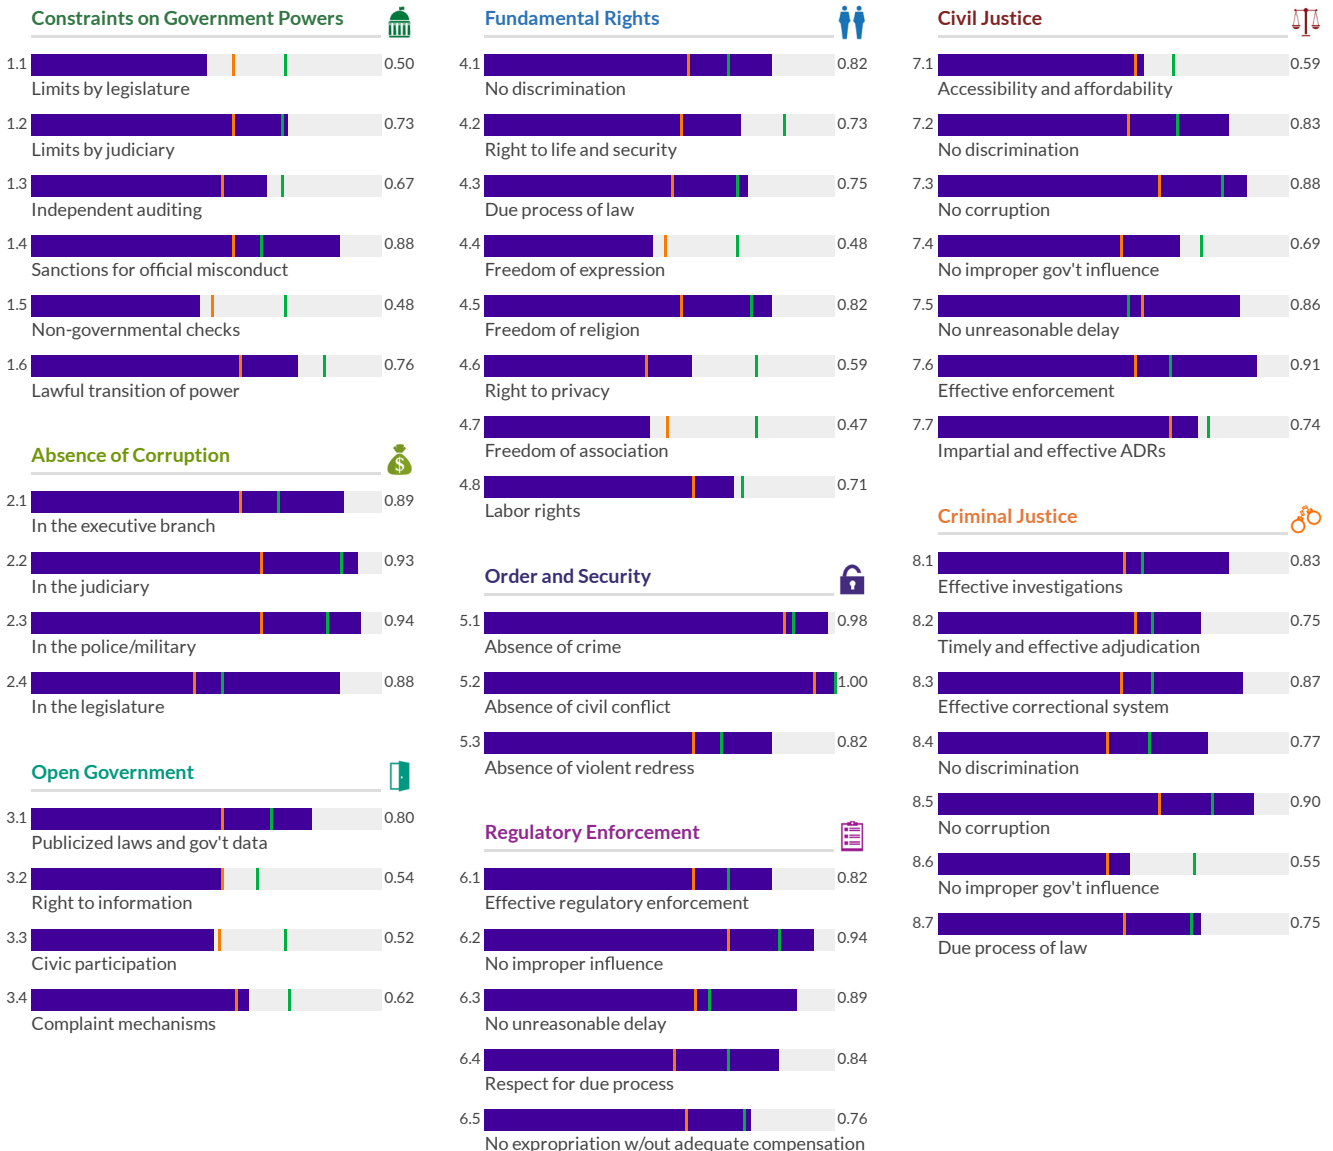 Constraints on Government Powers
1.1 0.50
Limits by legislature
1.2 0.73
Limits by judiciary
1.3 0.67
Independent auditing
1.4 0.88
Sanctions for official misconduct
1.5 0.48
Non-governmental checks
1.6 0.76
Lawful transition of power
Absence of Corruption
$
2.1 0.89
In the executive branch
2.2 0.93
In the judiciary
2.3 0.94
In the police/military
2.4 0.88
In the legislature
Open Government
3.1 0.80
Publicized laws and gov't data
3.2 0.54
Right to information
3.3 0.52
Civic participation
3.4 0.62
Complaint mechanisms
Fundamental Rights
4.1 0.82
No discrimination
4.2 0.73
Right to life and security
4.3 0.75
Due process of law
4.4 0.48
Freedom of expression
4.5 0.82
Freedom of religion
4.6 0.59
Right to privacy
4.7 0.47
Freedom of association
4.8 0.71
Labor rights
Order and Security
5.1 0.98
Absence of crime
5.2 1.00
Absence of civil conflict
5.3 0.82
Absence of violent redress
Regulatory Enforcement
6.1 0.82
Effective regulatory enforcement
6.2 0.94
No improper influence
6.3 0.89
No unreasonable delay
6.4 0.84
Respect for due process
6.5 0.76
No expropriation w/out adequate compensation
Civil Justice
7.1 0.59
Accessibility and affordability
7.2 0.83
No discrimination
7.3 0.88
No corruption
7.4 0.69
No improper gov't influence
7.5 0.86
No unreasonable delay
7.6 0.91
Effective enforcement
7.7 0.74
Impartial and effective ADRs
Criminal Justice
8.1 0.83
Effective investigations
8.2 0.75
Timely and effective adjudication
8.3 0.87
Effective correctional system
8.4 0.77
No discrimination
8.5 0.90
No corruption
8.6 0.55
No improper gov't influence
8.7 0.75
Due process of law